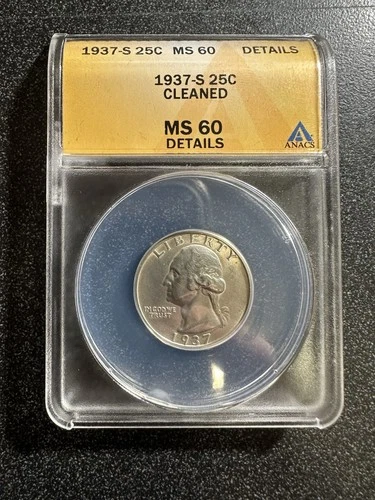 1937-S 25C MS 60 DETAILS
1937-S 25C
CLEANED
MS 60
DETAILS
ANACS
LIBERTY
IN GOD WE
TRUST
1937